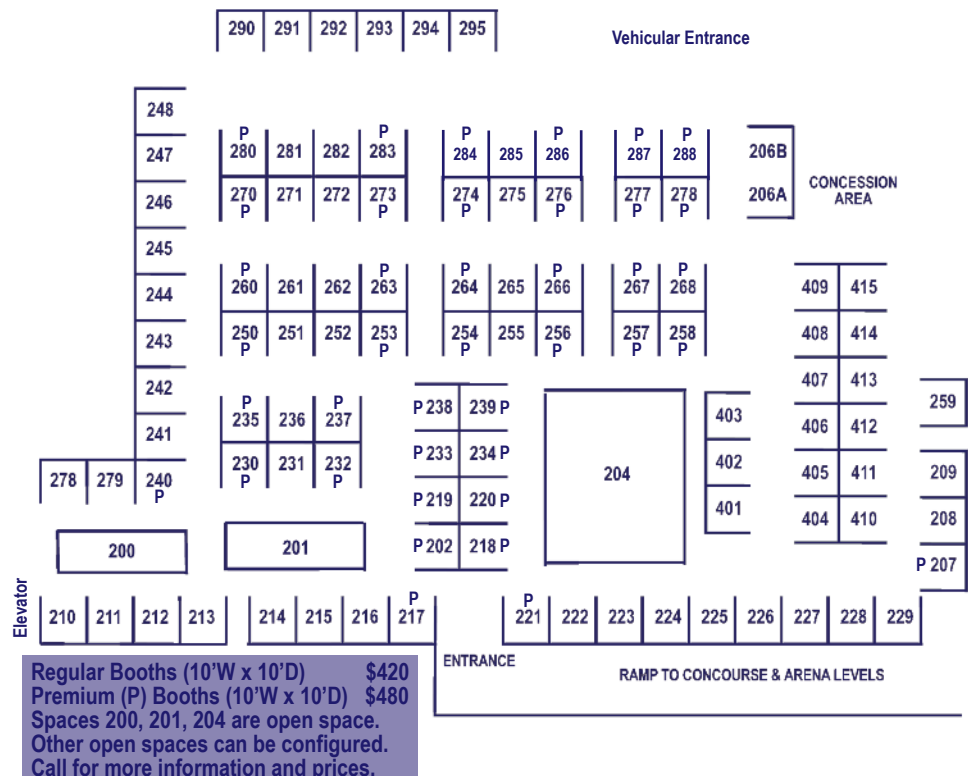 290 291 292 293 294 295
Vehicular Entrance
248
247
246
245
244
243
242
241
278 279 240
P
P P
280 281 282 283
270 271 272 273
P P
P P
284 285 286
274 275 276
P P
P P
287 288
277 278
P P
206B
206A
CONCESSION
AREA
P P
260 261 262 263
250 251 252 253
P P
P P
264 265 266
254 255 256
P P
P P
267 268
257 258
P P
409 415
408 414
407 413
406 412
405 411
404 410
259
209
208
P 207
P P
235 236 237
230 231 232
P P
P 238 239 P
P 233 234 P
P 219 220 P
P 202 218 P
204
403
402
401
200
201
Elevator
210 211 212 213
P
214 215 216 217
P
221 222 223 224 225 226 227 228 229
ENTRANCE
RAMP TO CONCOURSE & ARENA LEVELS
Regular Booths (10'W x 10'D) $420
Premium (P) Booths (10'W x 10'D) $480
Spaces 200, 201, 204 are open space.
Other open spaces can be configured.
Call for more information and prices.